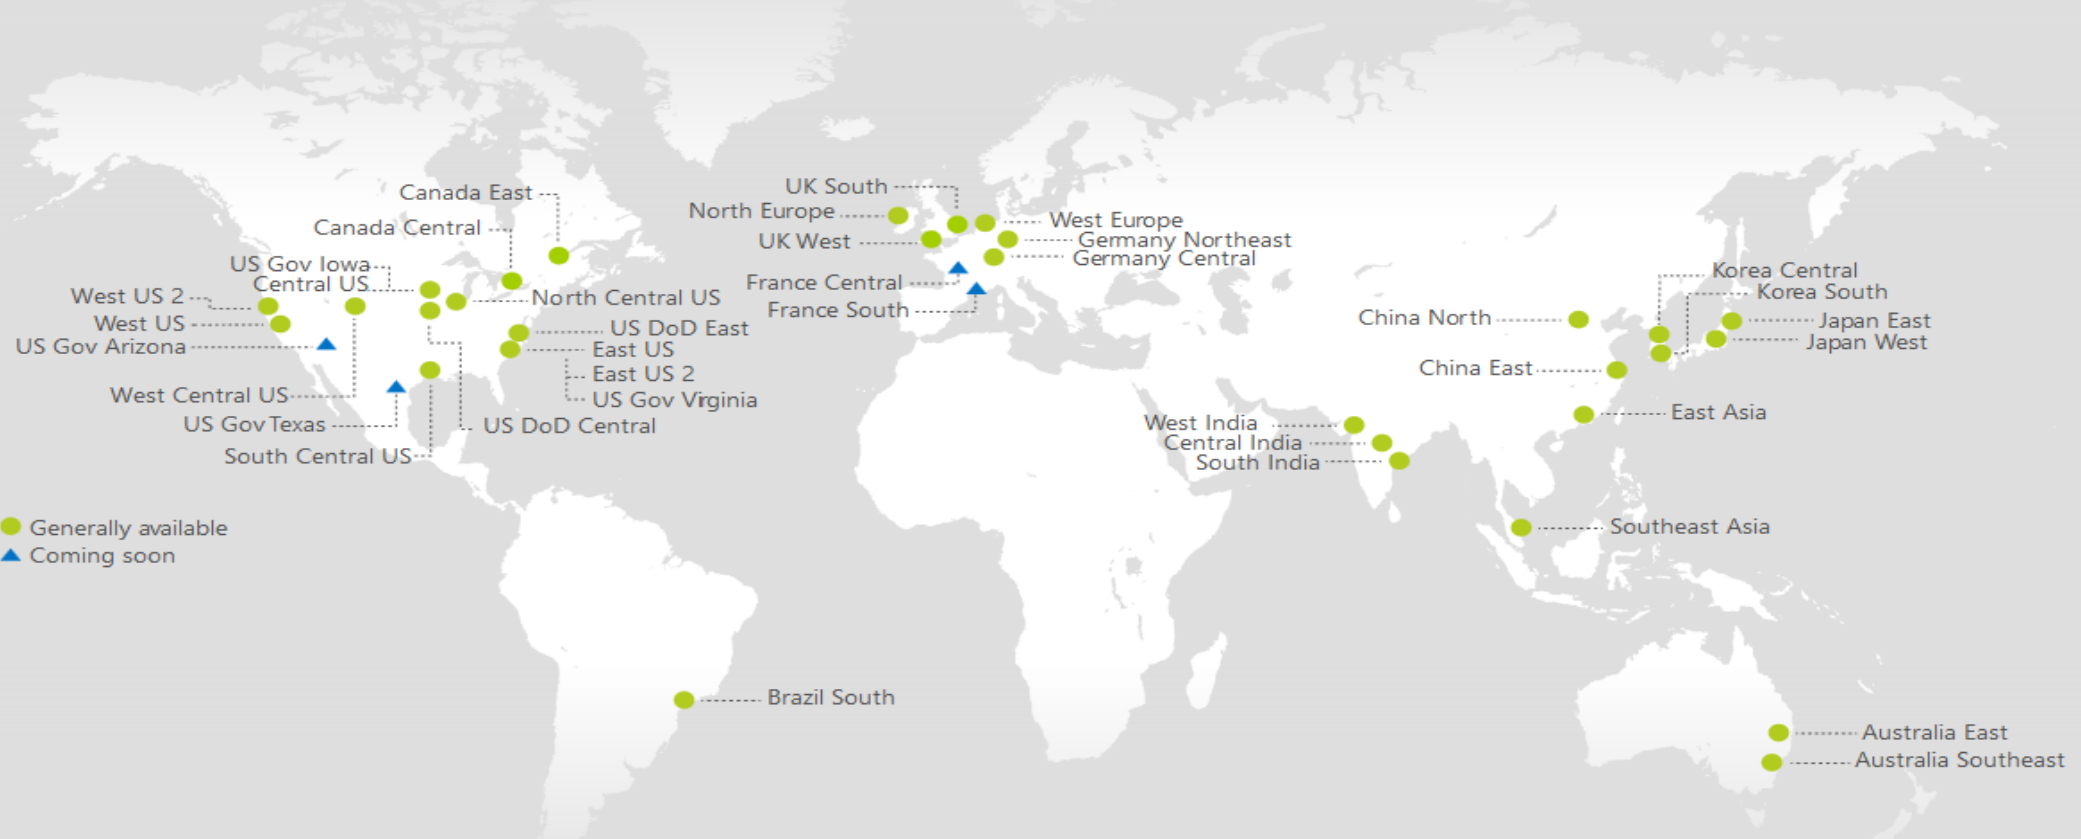 Canada East
Canada Central
US Gov Iowa
Central US
West US 2
West US
US Gov Arizona
West Central US
US Gov Texas
South Central US
North Central US
US DoD East
East US
East US 2
US Gov Virginia
US DoD Central
Generally available
Coming soon
Brazil South
UK South
North Europe
UK West
West Europe
Germany Northeast
Germany Central
France Central
France South
Korea Central
Korea South
China North
Japan East
Japan West
China East
East Asia
West India
Central India
South India
Southeast Asia
Australia East
Australia Southeast